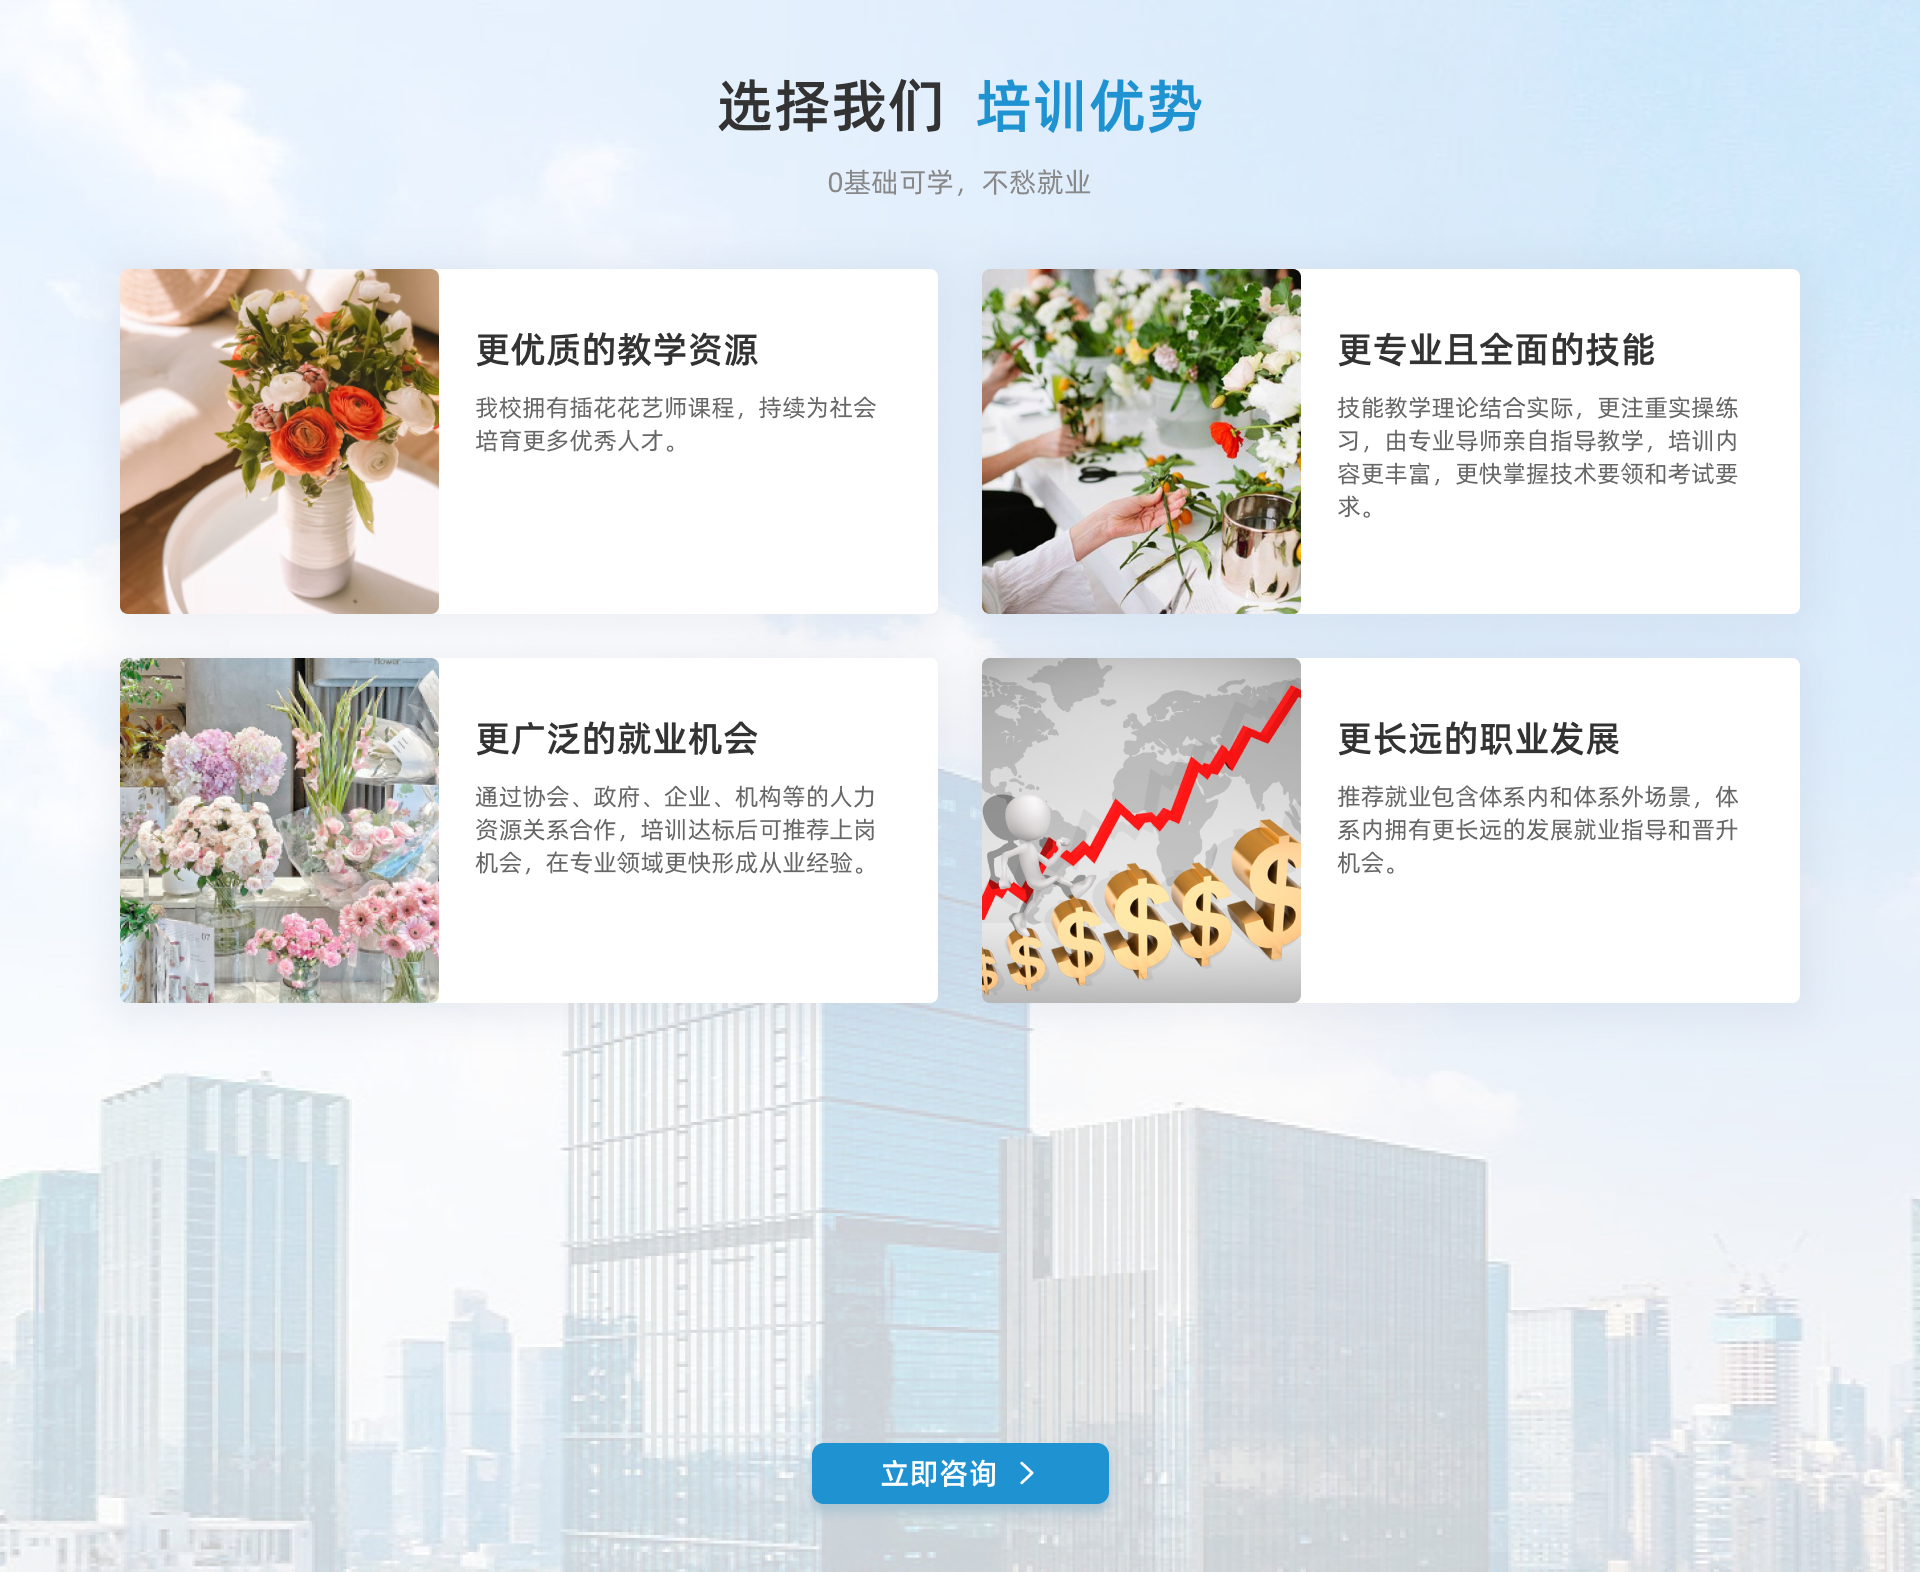 选择我们 培训优势
0基础可学，不愁就业
更优质的教学资源
我校拥有插花花艺师课程，持续为社会
培育更多优秀人才。
更专业且全面的技能
技能教学理论结合实际，更注重实操练
习，由专业导师亲自指导教学，培训内
容更丰富，更快掌握技术要领和考试要
求。
flower
更广泛的就业机会
通过协会、政府、企业、机构等的人力
资源关系合作，培训达标后可推荐上岗
机会，在专业领域更快形成从业经验。
更长远的职业发展
推荐就业包含体系内和体系外场景，体
系内拥有更长远的发展就业指导和晋升
机会。
$ $ $ $ $ $
立即咨询 >